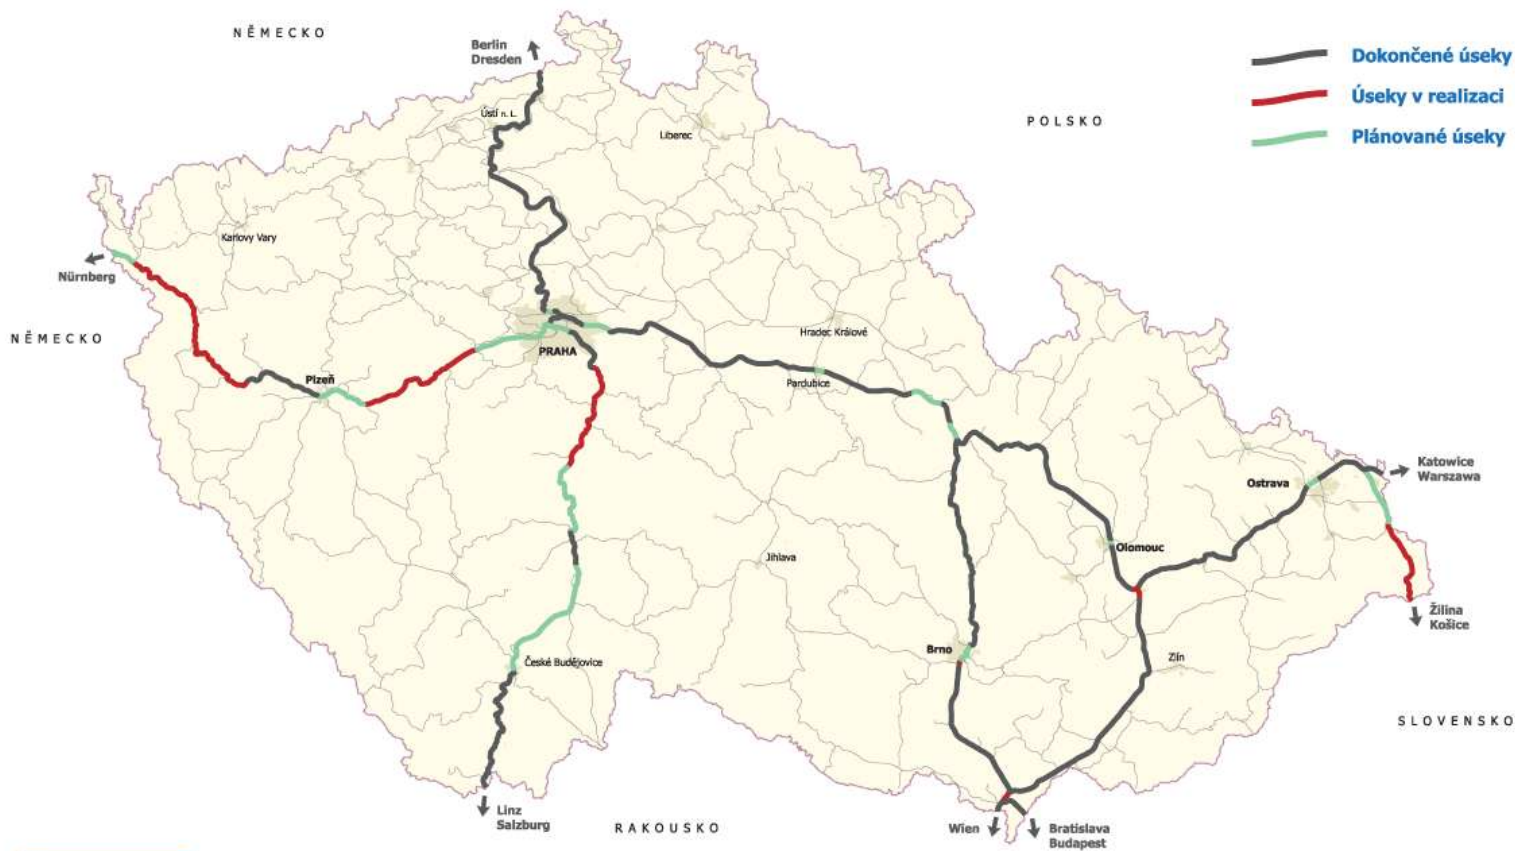 NĚMECKO
Berlin
Dresden
Dokončené úseky
Úseky v realizaci
Plánované úseky
POLSKO
Ústí n. L.
Liberec
Karlovy Vary
Nürnberg
NĚMECKO
Hradec Králové
PRAHA
Plzeň
Pardubice
Katowice
Warszawa
Ostrava
Olomouc
Jihlava
Žilina
Košice
Brno
Zlín
České Budějovice
SLOVENSKO
Linz
Salzburg
RAKOUSKO
Wien
Bratislava
Budapest